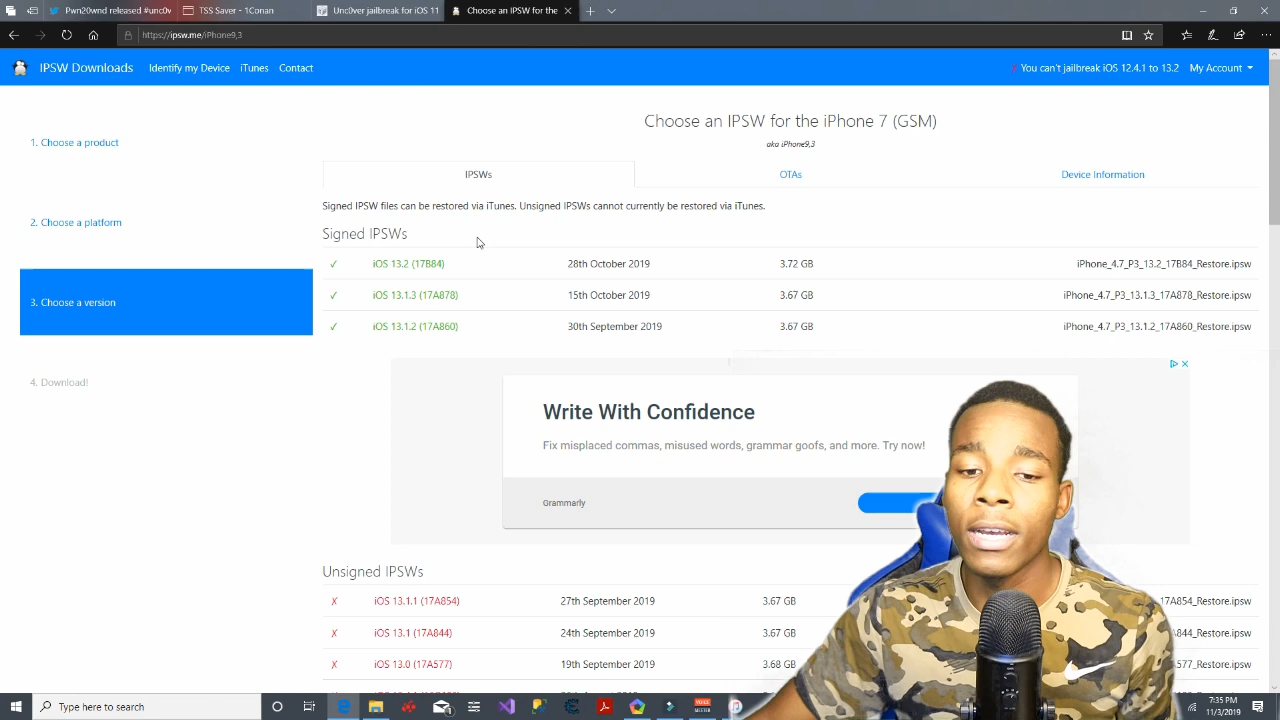 Pwn20wned released #unc0v
TSS Saver - 1Conan
Unc0ver jailbreak for iOS 11
Choose an IPSW for the
https://ipsw.me/iPhone9,3
IPSW Downloads
Identify my Device
iTunes
Contact
You can't jailbreak iOS 12.4.1 to 13.2
My Account
1. Choose a product
2. Choose a platform
3. Choose a version
4. Download!
Choose an IPSW for the iPhone 7 (GSM)
aka iPhone9,3
IPSWs
OTAs
Device Information
Signed IPSW files can be restored via iTunes. Unsigned IPSWs cannot currently be restored via iTunes.
Signed IPSWs
✓ iOS 13.2 (17B84) 28th October 2019 3.72 GB iPhone_4.7_P3_13.2_17B84_Restore.ipsw
✓ iOS 13.1.3 (17A878) 15th October 2019 3.67 GB iPhone_4.7_P3_13.1.3_17A878_Restore.ipsw
✓ iOS 13.1.2 (17A860) 30th September 2019 3.67 GB iPhone_4.7_P3_13.1.2_17A860_Restore.ipsw
Write With Confidence
Fix misplaced commas, misused words, grammar goofs, and more. Try now!
Grammarly
Unsigned IPSWs
✗ iOS 13.1.1 (17A854) 27th September 2019 3.67 GB 17A854_Restore.ipsw
✗ iOS 13.1 (17A844) 24th September 2019 3.67 GB 844_Restore.ipsw
✗ iOS 13.0 (17A577) 19th September 2019 3.68 GB 577_Restore.ipsw
Type here to search
7:35 PM
11/3/2019